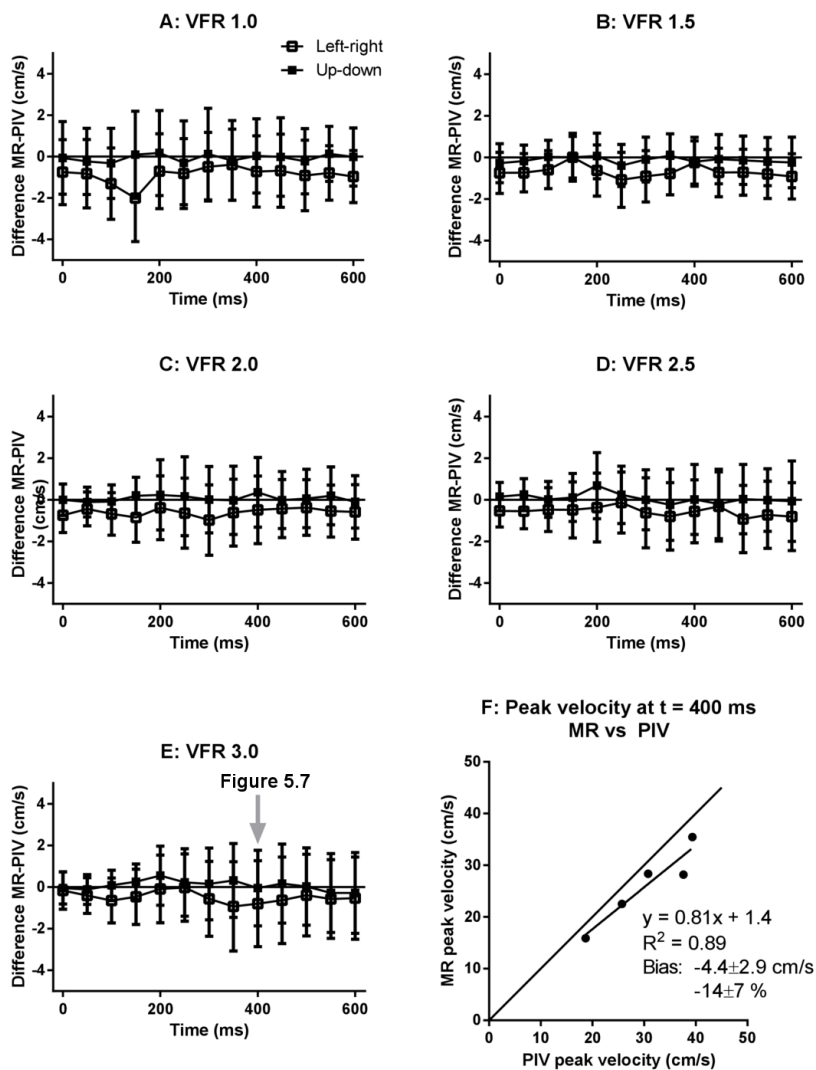 A: VFR 1.0
Left-right
Up-down
Difference MR-PIV (cm/s)
4
2
0
-2
-4
0 200 400 600
Time (ms)
B: VFR 1.5
Difference MR-PIV (cm/s)
4
2
0
-2
-4
0 200 400 600
Time (ms)
C: VFR 2.0
Difference MR-PIV
(cm/s)
4
2
0
-2
-4
0 200 400 600
Time (ms)
D: VFR 2.5
Difference MR-PIV (cm/s)
4
2
0
-2
-4
0 200 400 600
Time (ms)
E: VFR 3.0
Figure 5.7
Difference MR-PIV (cm/s)
4
2
0
-2
-4
0 200 400 600
Time (ms)
F: Peak velocity at t = 400 ms
MR vs PIV
MR peak velocity (cm/s)
50
40
30
20
10
0
y = 0.81x + 1.4
R² = 0.89
Bias: -4.4±2.9 cm/s
-14±7 %
0 10 20 30 40 50
PIV peak velocity (cm/s)